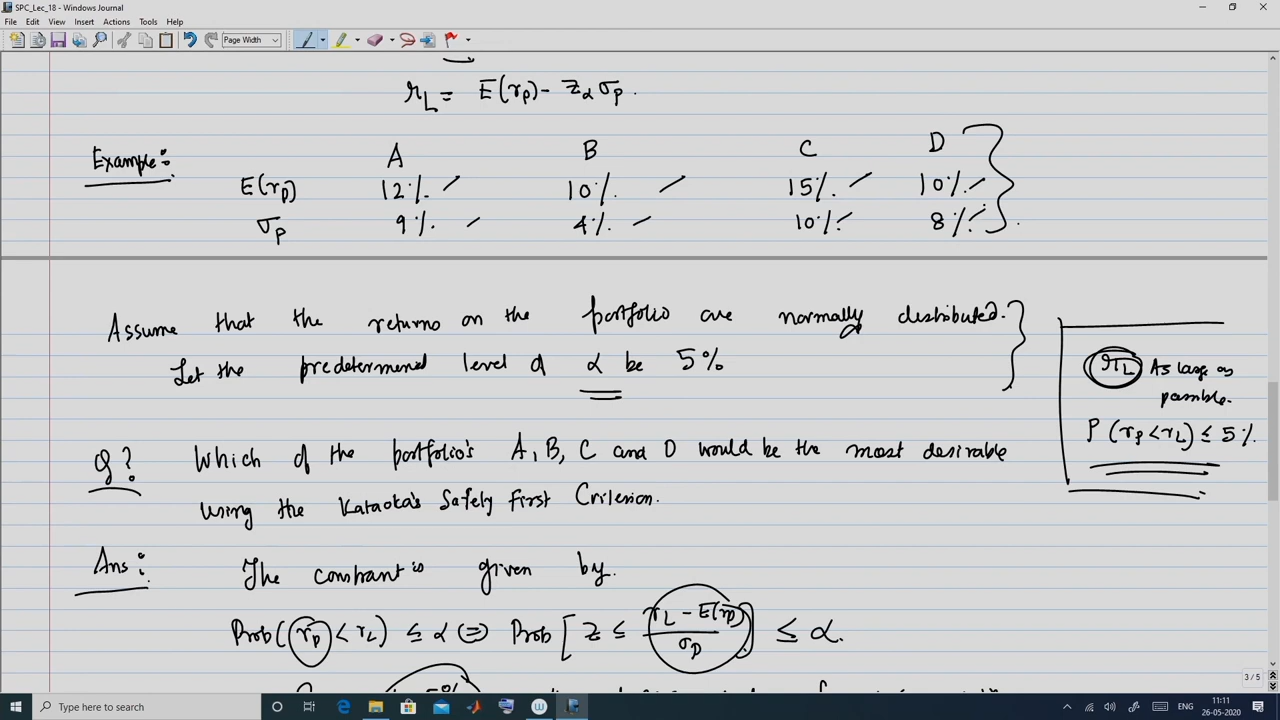 SPC_Lec_18 - Windows Journal
File Edit View Insert Actions Tools Help
Page Width
r_L = E(r_p) - z_α σ_p.
Example: A B C D
E(r_p) 12% 10% 15% 10%
σ_p 9% 4% 10% 8%
Assume that the returns on the portfolio are normally distributed.
Let the predetermined level of α be 5%
r_L As large as
possible.
P(r_p < r_L) ≤ 5%
Q? Which of the portfolio's A, B, C and D would be the most desirable
using the Kataoka's Safety First Criterion.
Ans: The constraint is given by.
Prob(r_p < r_L) ≤ α ⇔ Prob[z ≤ (r_L - E(r_p))/σ_p] ≤ α.
5%
3 / 5
Type here to search
ENG
11:11
26-05-2020